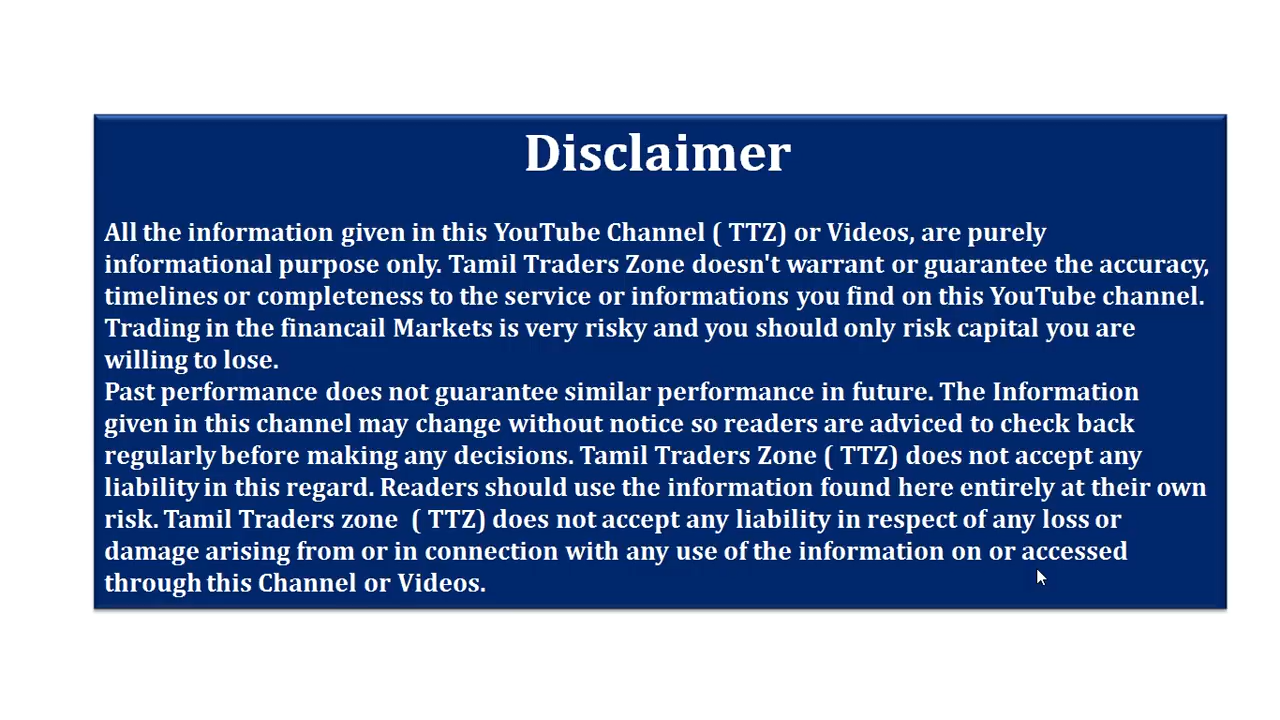 Disclaimer
All the information given in this YouTube Channel ( TTZ) or Videos, are purely
informational purpose only. Tamil Traders Zone doesn't warrant or guarantee the accuracy,
timelines or completeness to the service or informations you find on this YouTube channel.
Trading in the financail Markets is very risky and you should only risk capital you are
willing to lose.
Past performance does not guarantee similar performance in future. The Information
given in this channel may change without notice so readers are adviced to check back
regularly before making any decisions. Tamil Traders Zone ( TTZ) does not accept any
liability in this regard. Readers should use the information found here entirely at their own
risk. Tamil Traders zone  ( TTZ) does not accept any liability in respect of any loss or
damage arising from or in connection with any use of the information on or accessed
through this Channel or Videos.